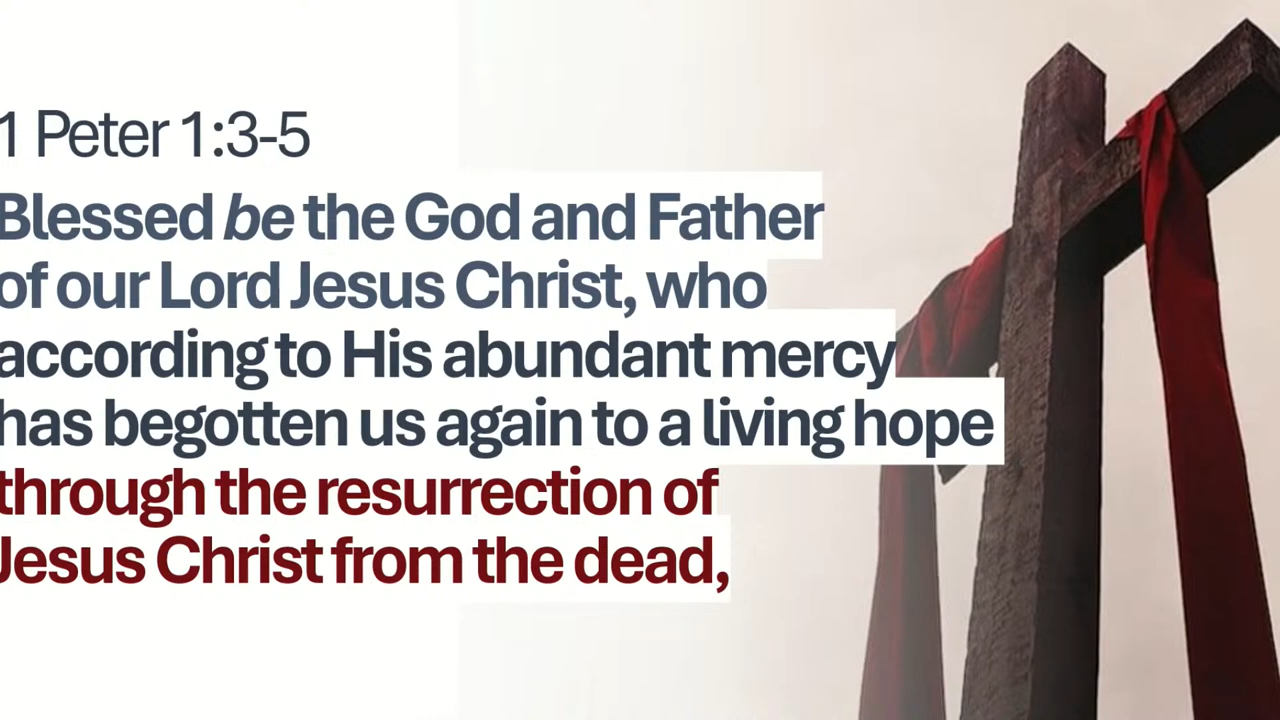 1 Peter 1:3-5
Blessed be the God and Father
of our Lord Jesus Christ, who
according to His abundant mercy
has begotten us again to a living hope
through the resurrection of
Jesus Christ from the dead,